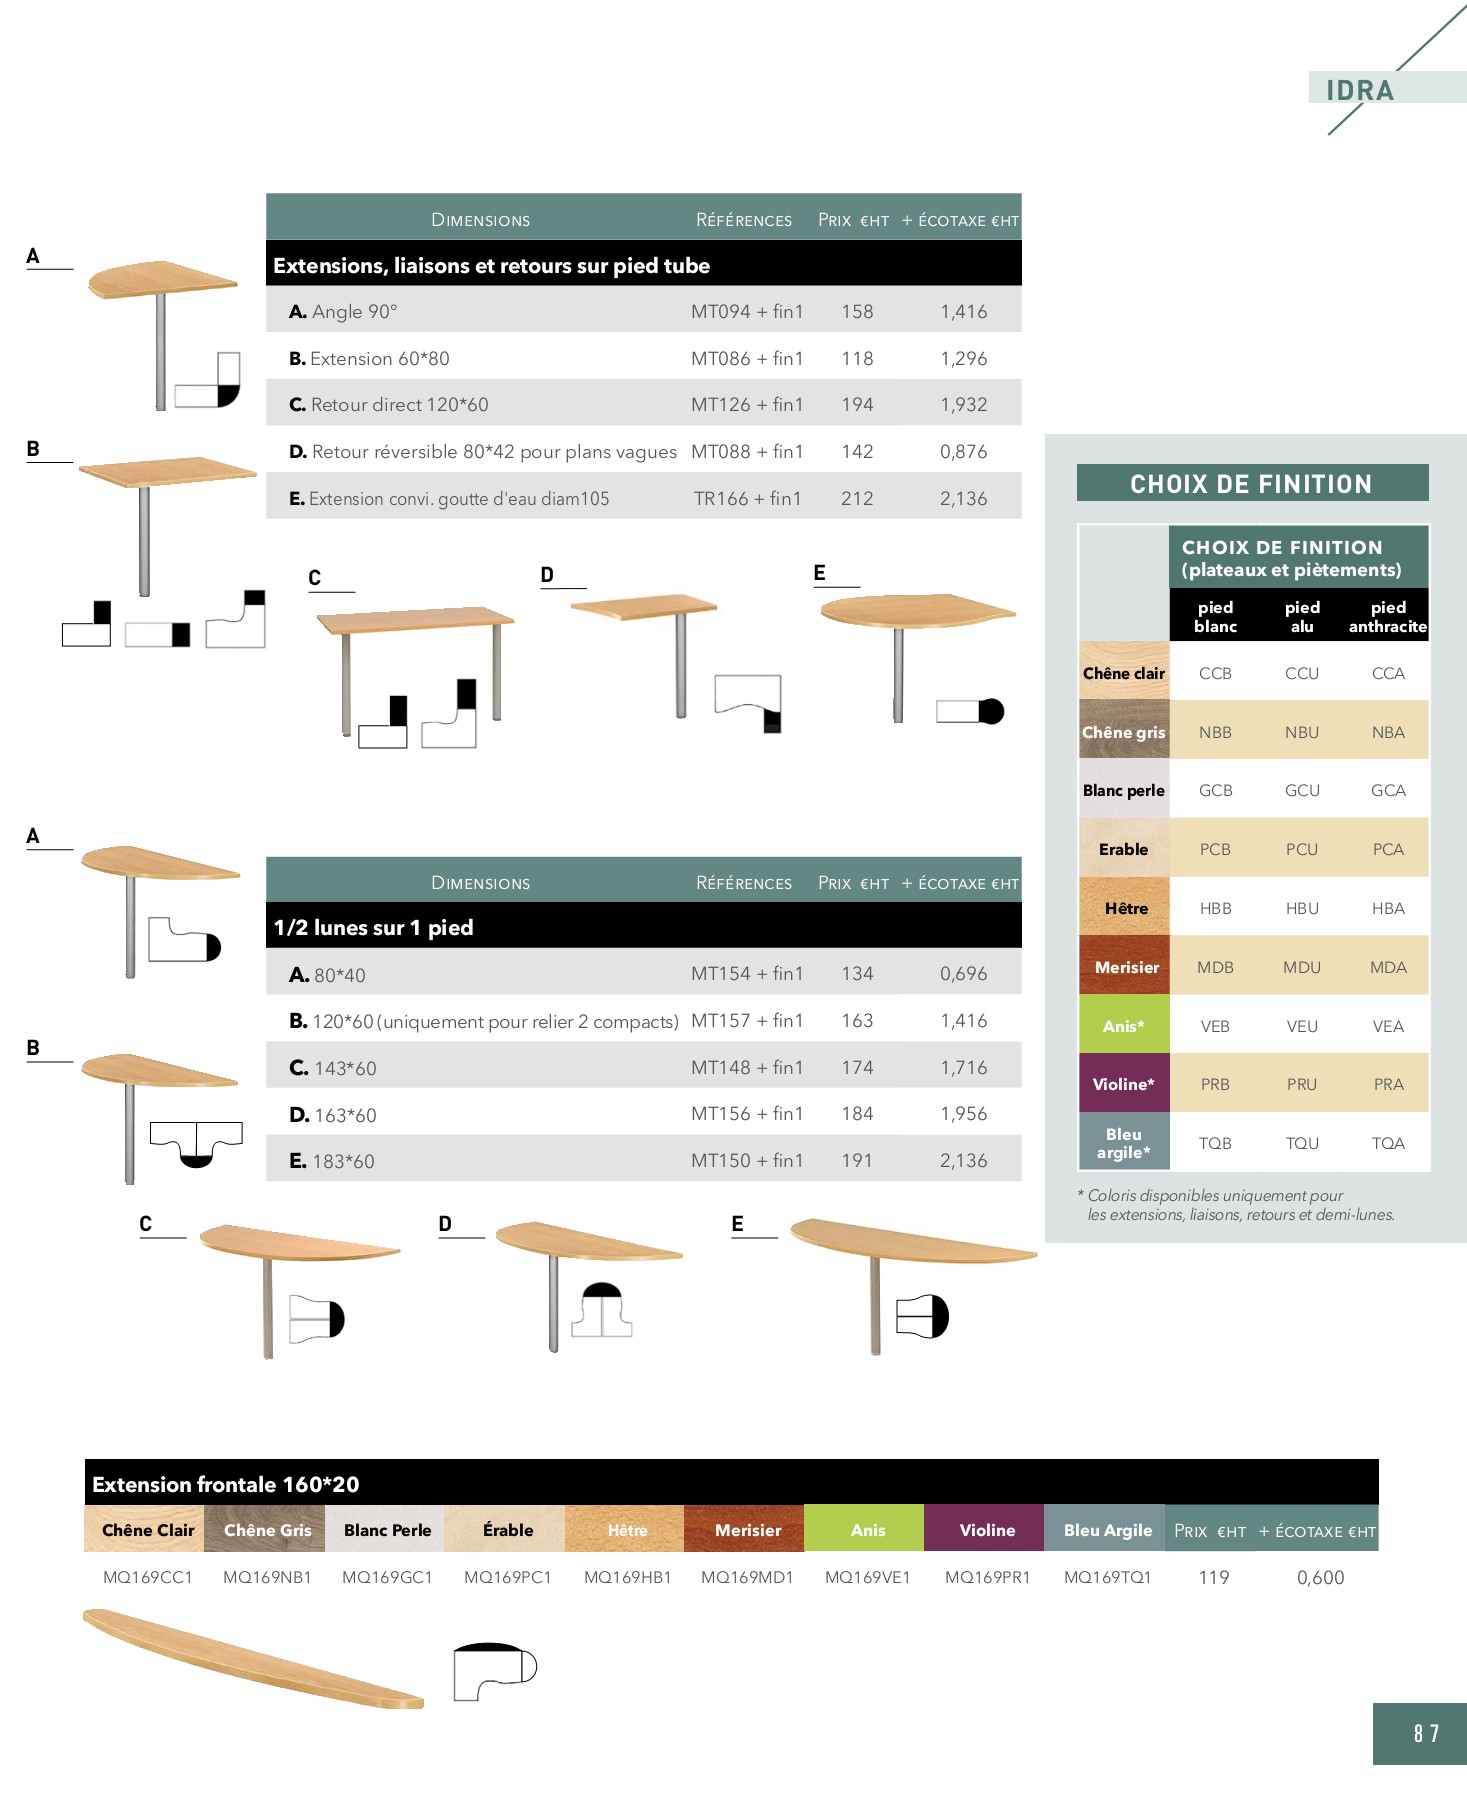 IDRA
DIMENSIONS RÉFÉRENCES PRIX €HT + ÉCOTAXE €HT
Extensions, liaisons et retours sur pied tube
A. Angle 90° MT094 + fin1 158 1,416
B. Extension 60*80 MT086 + fin1 118 1,296
C. Retour direct 120*60 MT126 + fin1 194 1,932
D. Retour réversible 80*42 pour plans vagues MT088 + fin1 142 0,876
E. Extension convi. goutte d'eau diam105 TR166 + fin1 212 2,136
A
B
C
D
E
CHOIX DE FINITION
CHOIX DE FINITION
(plateaux et piètements)
pied blanc pied alu pied anthracite
Chêne clair CCB CCU CCA
Chêne gris NBB NBU NBA
Blanc perle GCB GCU GCA
Erable PCB PCU PCA
Hêtre HBB HBU HBA
Merisier MDB MDU MDA
Anis* VEB VEU VEA
Violine* PRB PRU PRA
Bleu argile* TQB TQU TQA
* Coloris disponibles uniquement pour
les extensions, liaisons, retours et demi-lunes.
A
B
DIMENSIONS RÉFÉRENCES PRIX €HT + ÉCOTAXE €HT
1/2 lunes sur 1 pied
A. 80*40 MT154 + fin1 134 0,696
B. 120*60 (uniquement pour relier 2 compacts) MT157 + fin1 163 1,416
C. 143*60 MT148 + fin1 174 1,716
D. 163*60 MT156 + fin1 184 1,956
E. 183*60 MT150 + fin1 191 2,136
C
D
E
Extension frontale 160*20
Chêne Clair Chêne Gris Blanc Perle Érable Hêtre Merisier Anis Violine Bleu Argile PRIX €HT + ÉCOTAXE €HT
MQ169CC1 MQ169NB1 MQ169GC1 MQ169PC1 MQ169HB1 MQ169MD1 MQ169VE1 MQ169PR1 MQ169TQ1 119 0,600
87